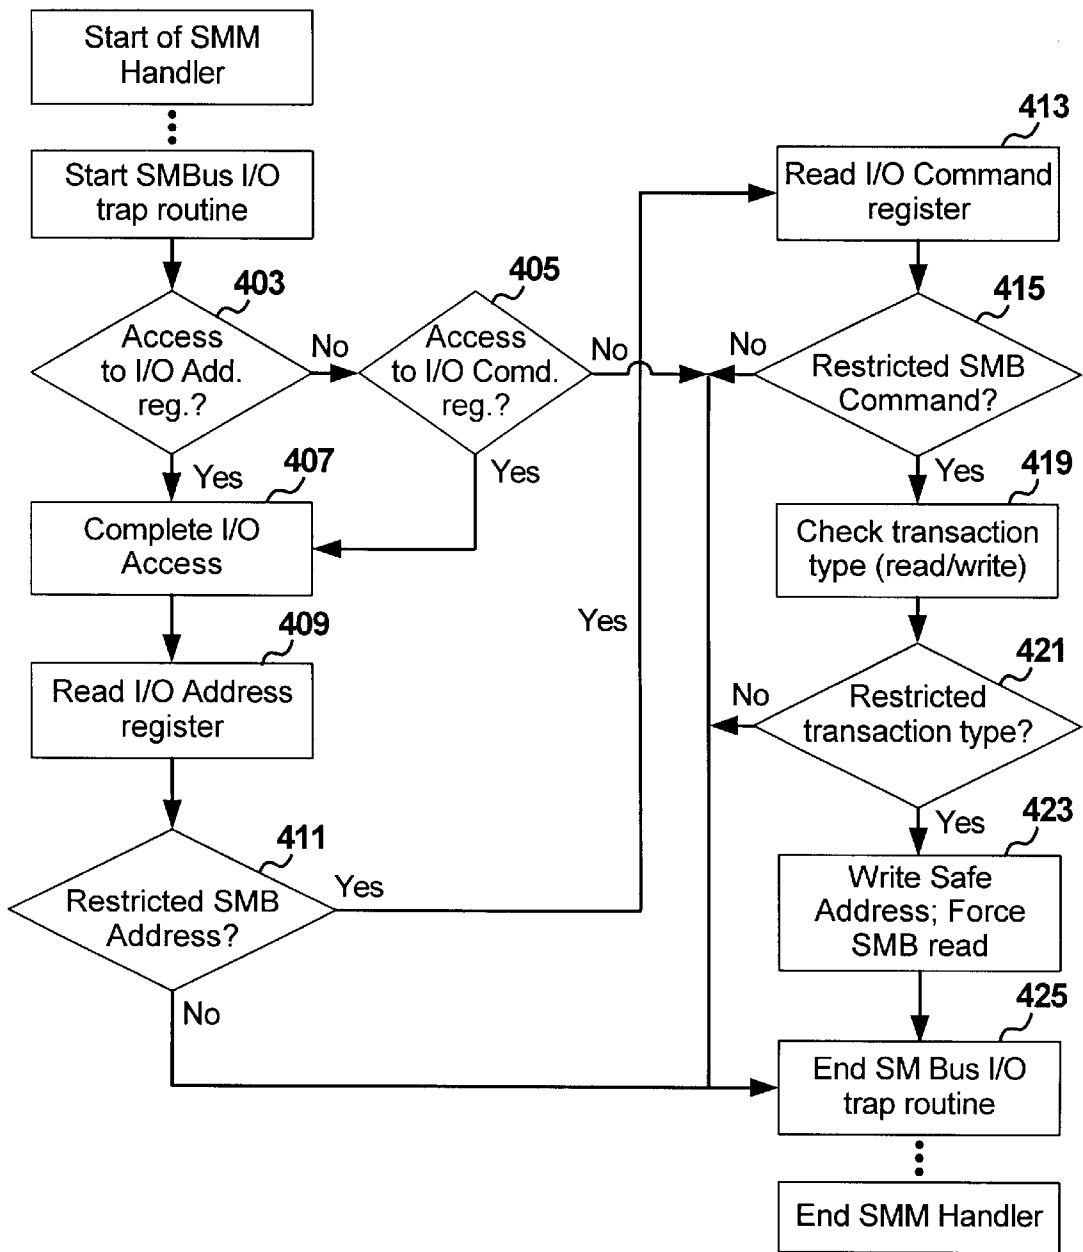 Start of SMM
Handler
Start SMBus I/O
trap routine
403
Access
to I/O Add.
reg.?
No
Yes
405
Access
to I/O Comd.
reg.?
No
Yes
407
Complete I/O
Access
409
Read I/O Address
register
411
Restricted SMB
Address?
Yes
No
Yes
413
Read I/O Command
register
415
Restricted SMB
Command?
No
Yes
419
Check transaction
type (read/write)
421
Restricted
transaction type?
No
Yes
423
Write Safe
Address; Force
SMB read
425
End SM Bus I/O
trap routine
End SMM Handler